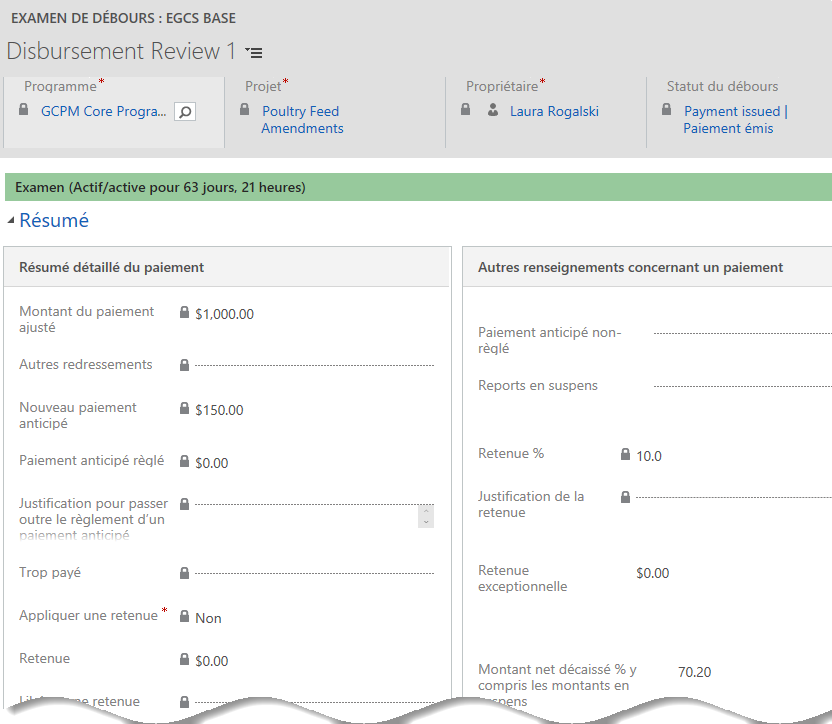 EXAMEN DE DÉBOURS : EGCS BASE
Disbursement Review 1
Programme*
GCPM Core Progra...
Projet*
Poultry Feed
Amendments
Propriétaire*
Laura Rogalski
Statut du débours
Payment issued |
Paiement émis
Examen (Actif/active pour 63 jours, 21 heures)
Résumé
Résumé détaillé du paiement
Montant du paiement
ajusté
$1,000.00
Autres redressements
Nouveau paiement
anticipé
$150.00
Paiement anticipé règlé
$0.00
Justification pour passer
outre le règlement d'un
paiement anticipé
Trop payé
Appliquer une retenue *
Non
Retenue
$0.00
retenue
Autres renseignements concernant un paiement
Paiement anticipé non-
règlé
Reports en suspens
Retenue %
10.0
Justification de la
retenue
Retenue
exceptionnelle
$0.00
Montant net décaissé % y
compris les montants en
70.20